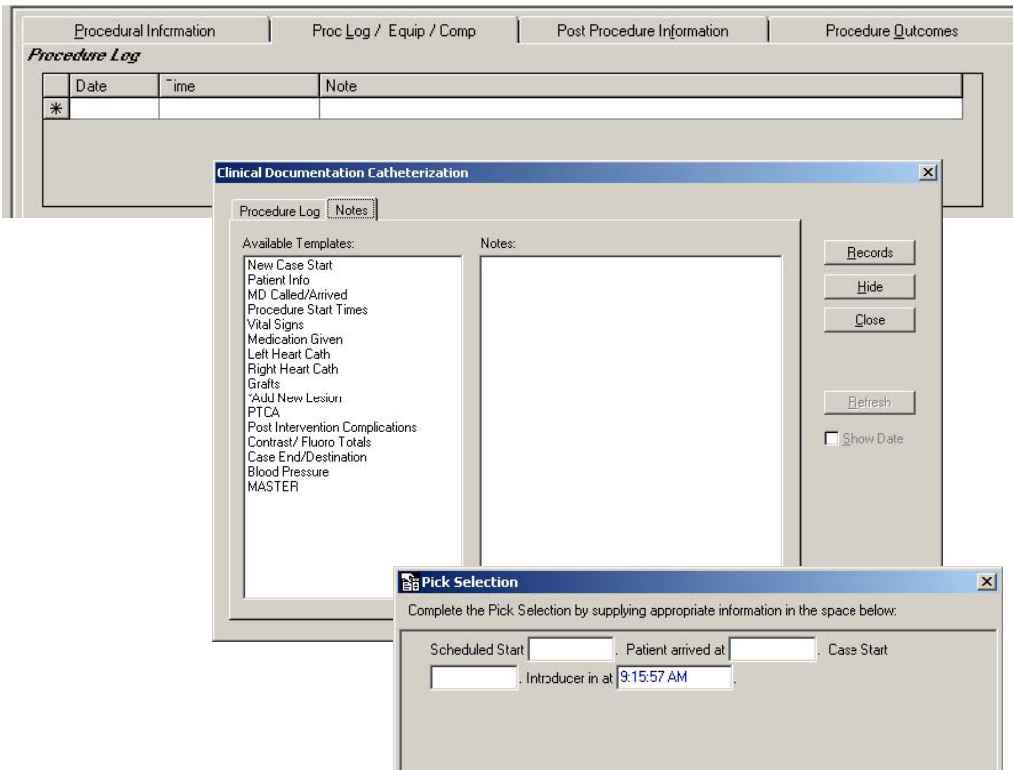 Procedural Information Proc Log / Equip / Comp Post Procedure Information Procedure Outcomes
Procedure Log
Date Time Note
Clinical Documentation Catheterization
Procedure Log Notes
Available Templates: Notes:
New Case Start
Patient Info
MD Called/Arrived
Procedure Start Times
Vital Signs
Medication Given
Left Heart Cath
Right Heart Cath
Grafts
*Add New Lesion
PTCA
Post Intervention Complications
Contrast/ Fluoro Totals
Case End/Destination
Blood Pressure
MASTER
Records
Hide
Close
Refresh
Show Date
Pick Selection
Complete the Pick Selection by supplying appropriate information in the space below:
Scheduled Start . Patient arrived at . Case Start
. Introducer in at 9:15:57 AM .